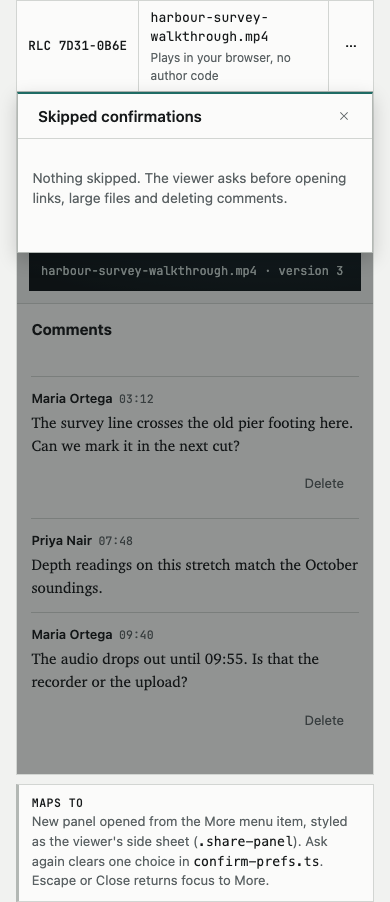 RLC 7D31-0B6E
harbour-survey-
walkthrough.mp4
Plays in your browser, no
author code
Skipped confirmations
Nothing skipped. The viewer asks before opening
links, large files and deleting comments.
harbour-survey-walkthrough.mp4 · version 3
Comments
Maria Ortega 03:12
The survey line crosses the old pier footing here.
Can we mark it in the next cut?
Delete
Priya Nair 07:48
Depth readings on this stretch match the October
soundings.
Maria Ortega 09:40
The audio drops out until 09:55. Is that the
recorder or the upload?
Delete
MAPS TO
New panel opened from the More menu item, styled
as the viewer's side sheet (.share-panel). Ask
again clears one choice in confirm-prefs.ts.
Escape or Close returns focus to More.